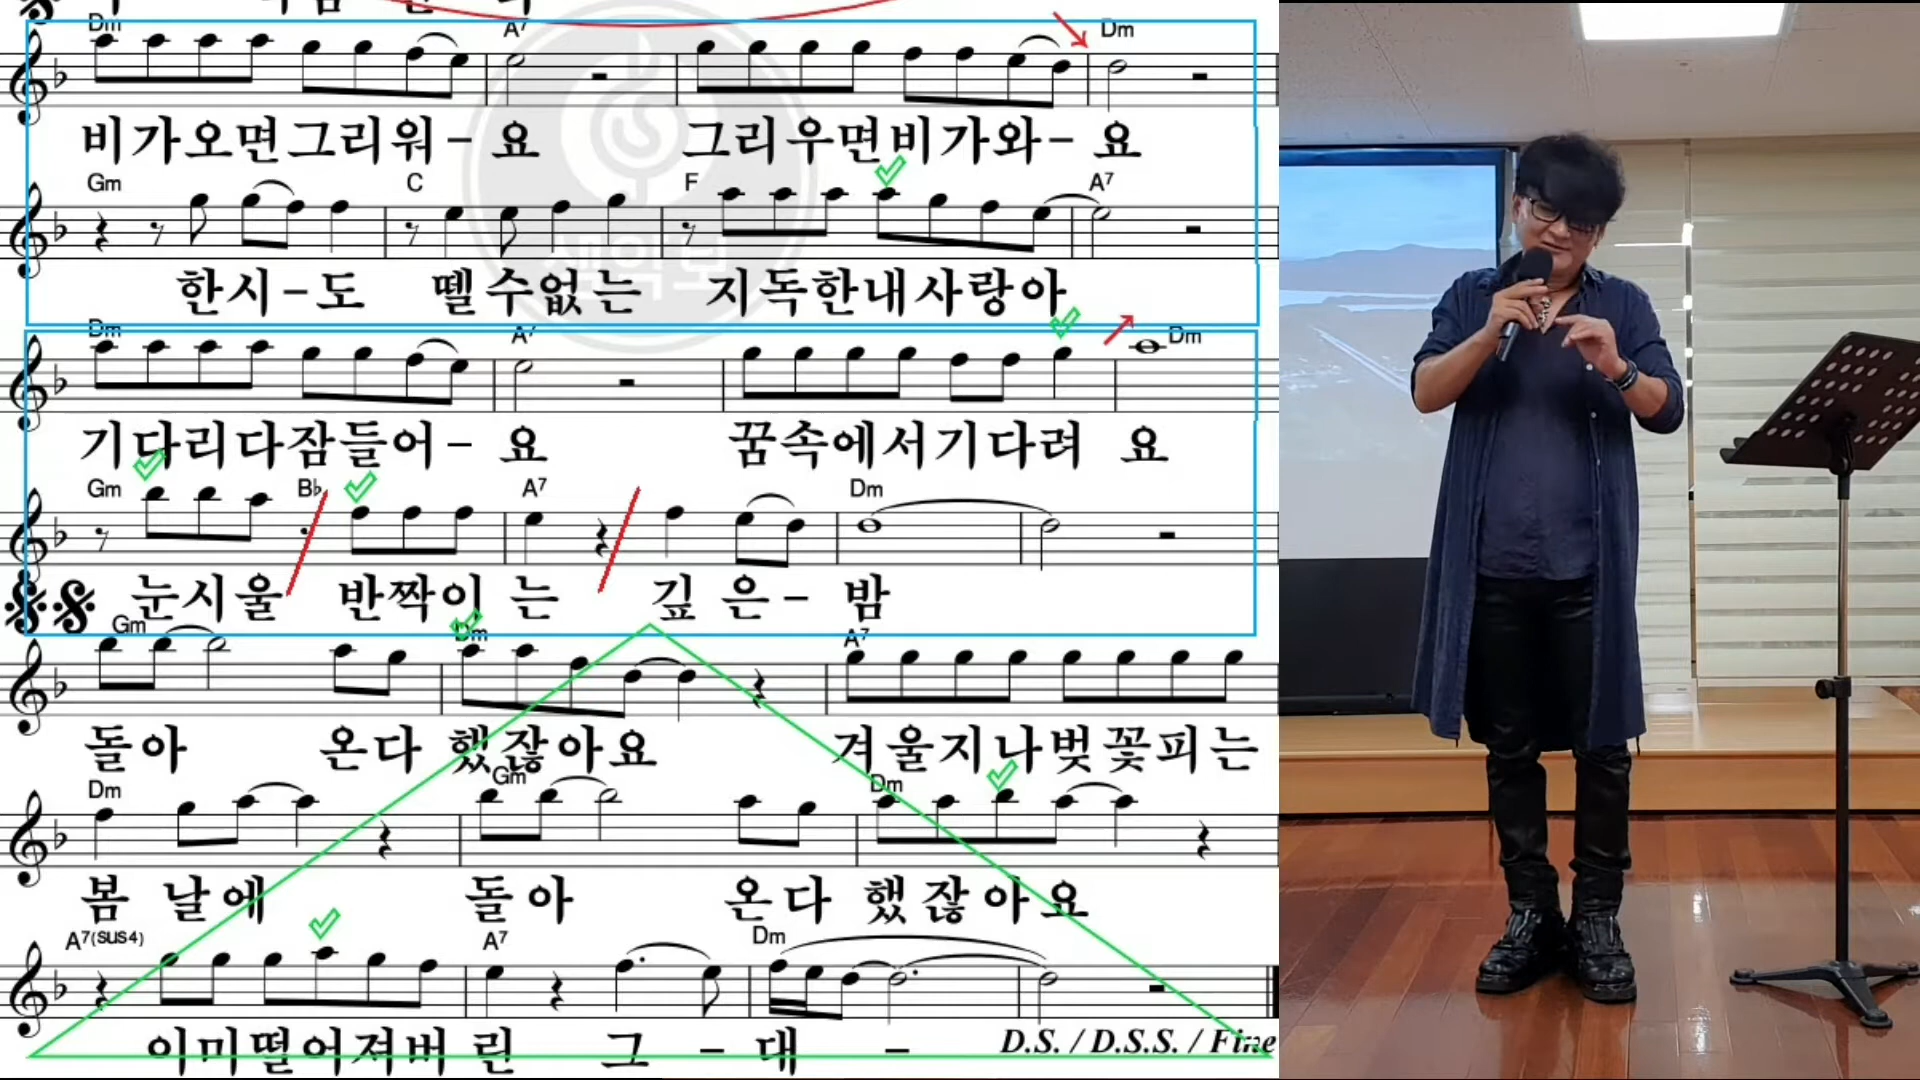 Dm A7 Dm
비가오면그리워-요 그리우면비가와-요
Gm C F A7
한시-도 뗄수없는 지독한내사랑아
Dm A7 Dm
기다리다잠들어-요 꿈속에서기다려 요
Gm B♭ A7 Dm
눈시울 반짝이는 깊은-밤
Gm Dm A7
돌아 온다했잖아요 겨울지나벚꽃피는
Dm Gm Dm
봄날에 돌아 온다했잖아요
A7(SUS4) A7 Dm
이미떨어져버린 그 - 대 -
D.S. / D.S.S. / Fine